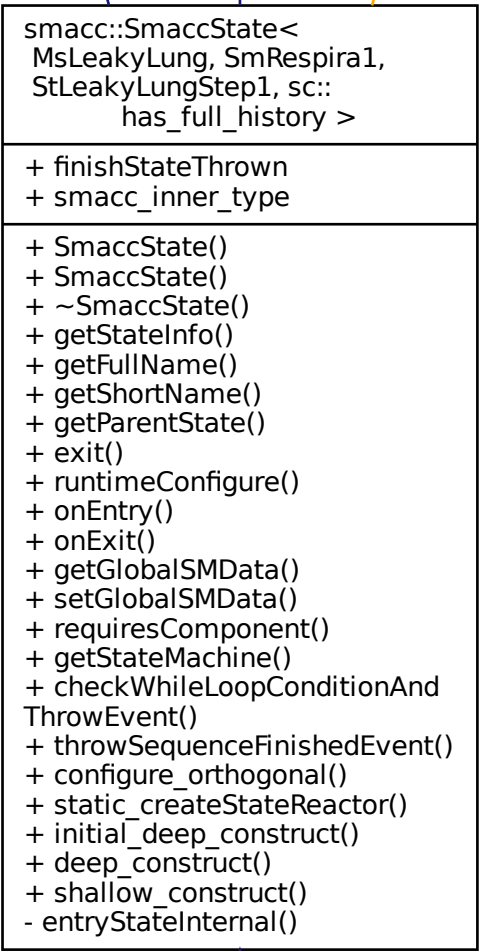 smacc::SmaccState<
MsLeakyLung, SmRespira1,
StLeakyLungStep1, sc::
has_full_history >
+ finishStateThrown
+ smacc_inner_type
+ SmaccState()
+ SmaccState()
+ ~SmaccState()
+ getStateInfo()
+ getFullName()
+ getShortName()
+ getParentState()
+ exit()
+ runtimeConfigure()
+ onEntry()
+ onExit()
+ getGlobalSMData()
+ setGlobalSMData()
+ requiresComponent()
+ getStateMachine()
+ checkWhileLoopConditionAnd
ThrowEvent()
+ throwSequenceFinishedEvent()
+ configure_orthogonal()
+ static_createStateReactor()
+ initial_deep_construct()
+ deep_construct()
+ shallow_construct()
- entryStateInternal()